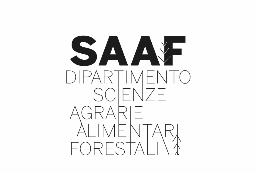 SAAF
DIPARTIMENTO
SCIENZE
AGRARIE
ALIMENTARI
FORESTALI